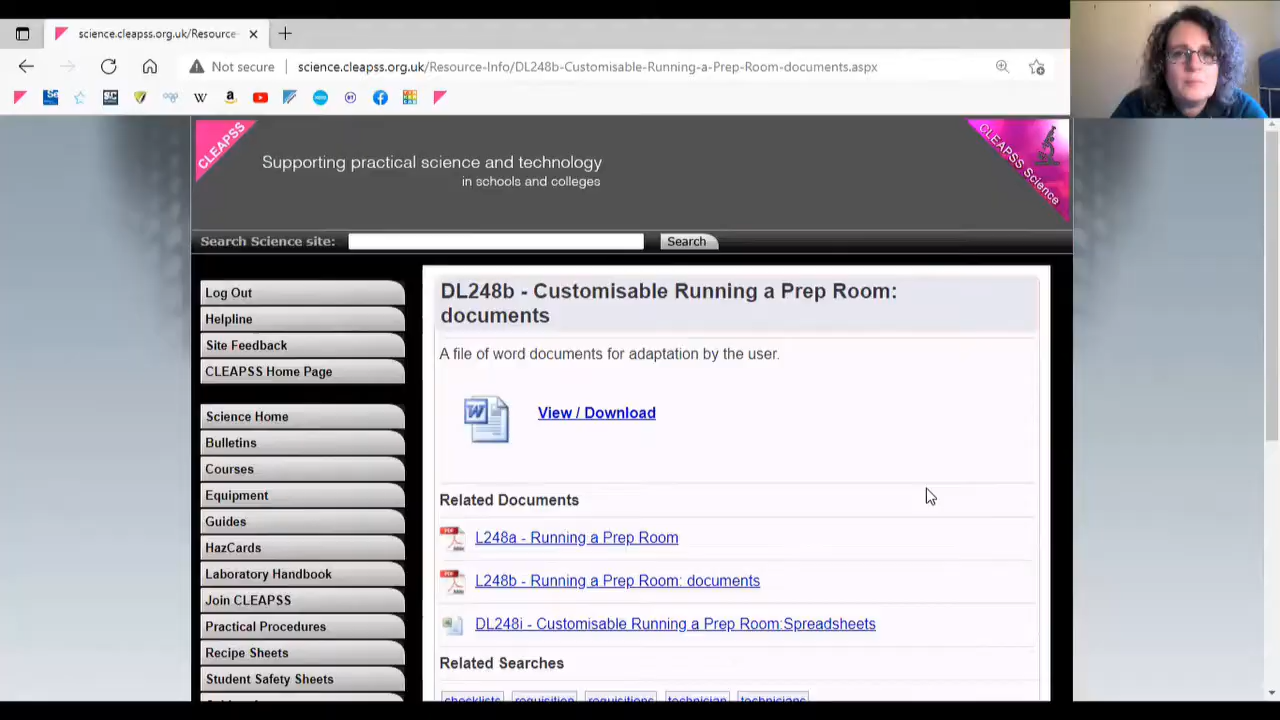 science.cleapss.org.uk/Resource-
Not secure
science.cleapss.org.uk/Resource-Info/DL248b-Customisable-Running-a-Prep-Room-documents.aspx
CLEAPSS
Supporting practical science and technology
in schools and colleges
CLEAPSS Science
Search Science site:
Search
Log Out
Helpline
Site Feedback
CLEAPSS Home Page
Science Home
Bulletins
Courses
Equipment
Guides
HazCards
Laboratory Handbook
Join CLEAPSS
Practical Procedures
Recipe Sheets
Student Safety Sheets
DL248b - Customisable Running a Prep Room:
documents
A file of word documents for adaptation by the user.
View / Download
Related Documents
L248a - Running a Prep Room
L248b - Running a Prep Room: documents
DL248i - Customisable Running a Prep Room:Spreadsheets
Related Searches
checklists requisition requisitions technician technicians